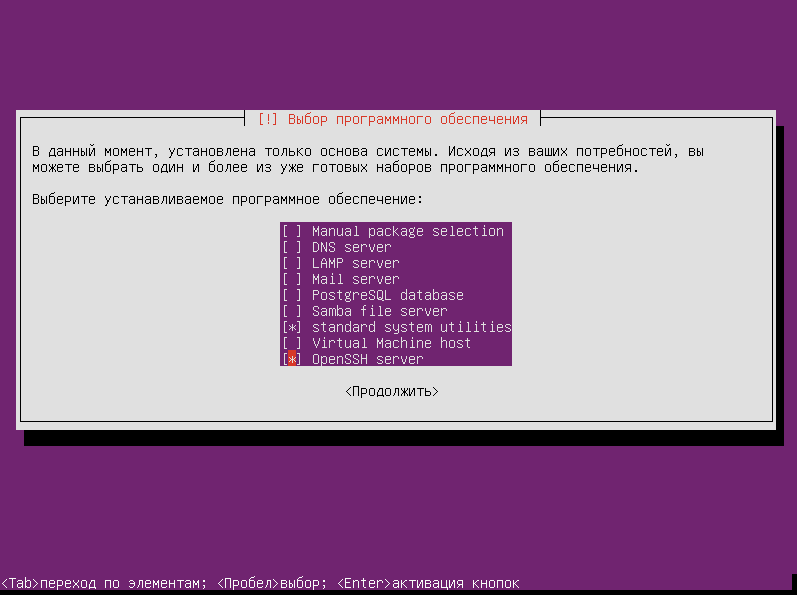 [!] Выбор программного обеспечения
В данный момент, установлена только основа системы. Исходя из ваших потребностей, вы
можете выбрать один и более из уже готовых наборов программного обеспечения.
Выберите устанавливаемое программное обеспечение:
[ ] Manual package selection
[ ] DNS server
[ ] LAMP server
[ ] Mail server
[ ] PostgreSQL database
[ ] Samba file server
[*] standard system utilities
[ ] Virtual Machine host
[*] OpenSSH server
<Продолжить>
<Tab>переход по элементам; <Пробел>выбор; <Enter>активация кнопок